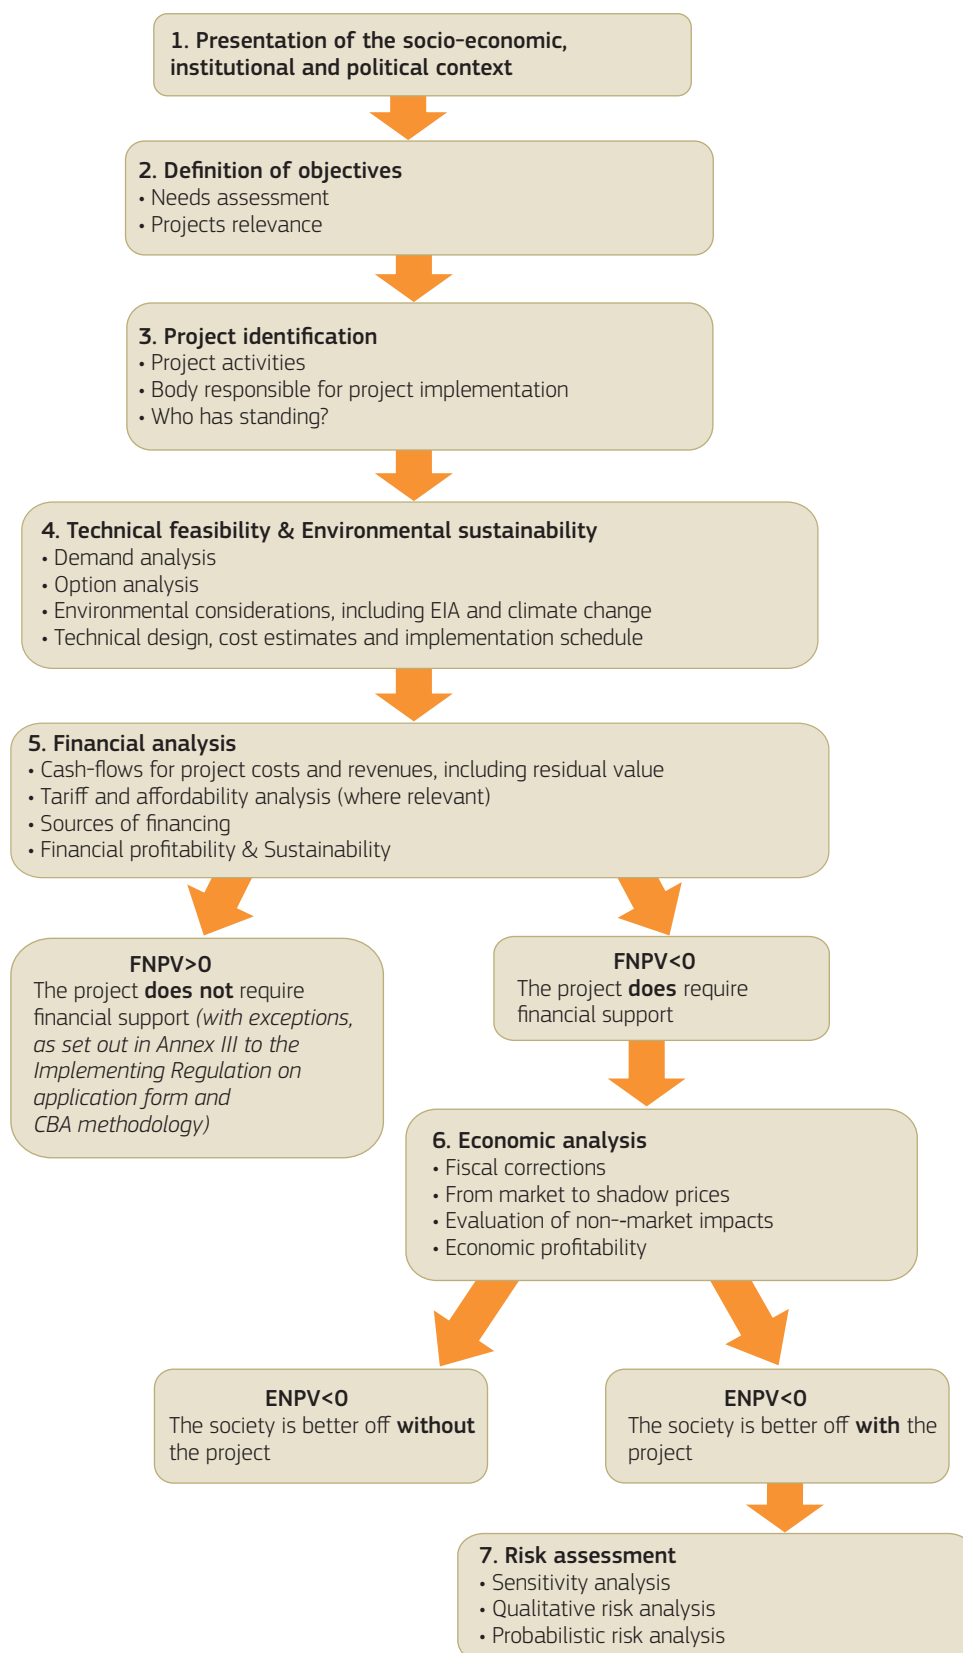 1. Presentation of the socio-economic,
institutional and political context
2. Definition of objectives
• Needs assessment
• Projects relevance
3. Project identification
• Project activities
• Body responsible for project implementation
• Who has standing?
4. Technical feasibility & Environmental sustainability
• Demand analysis
• Option analysis
• Environmental considerations, including EIA and climate change
• Technical design, cost estimates and implementation schedule
5. Financial analysis
• Cash-flows for project costs and revenues, including residual value
• Tariff and affordability analysis (where relevant)
• Sources of financing
• Financial profitability & Sustainability
FNPV>0
The project does not require
financial support (with exceptions,
as set out in Annex III to the
Implementing Regulation on
application form and
CBA methodology)
FNPV<0
The project does require
financial support
6. Economic analysis
• Fiscal corrections
• From market to shadow prices
• Evaluation of non--market impacts
• Economic profitability
ENPV<0
The society is better off without
the project
ENPV<0
The society is better off with the
project
7. Risk assessment
• Sensitivity analysis
• Qualitative risk analysis
• Probabilistic risk analysis